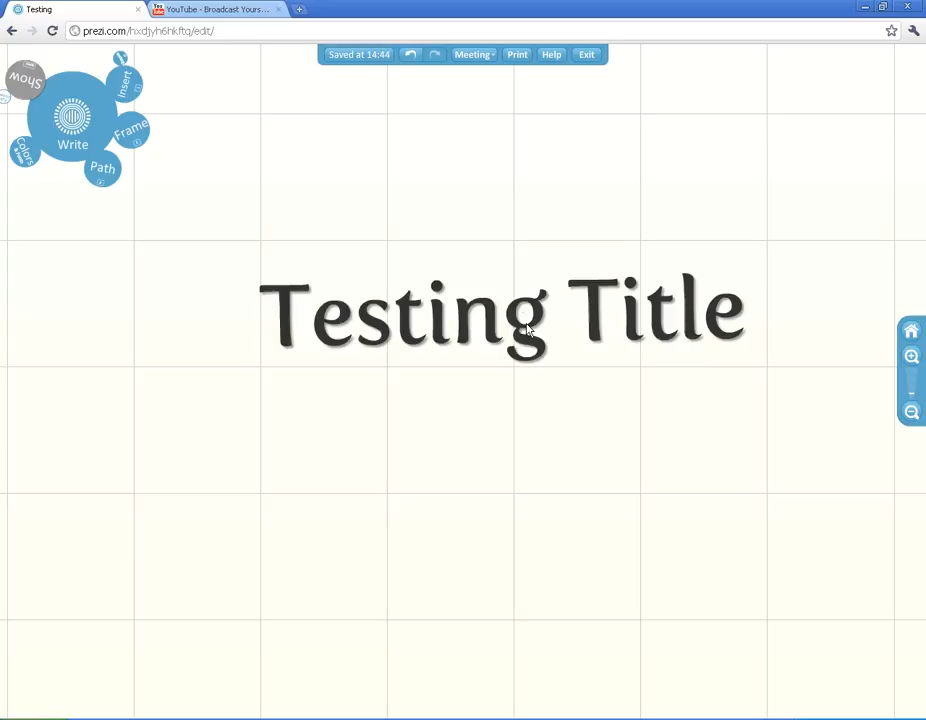 Testing
YouTube - Broadcast Yours...
prezi.com/hxdjyh6hkftq/edit/
Saved at 14:44
Meeting
Print
Help
Exit
Show
Insert
Write
Frame
Colors
Path
Testing Title